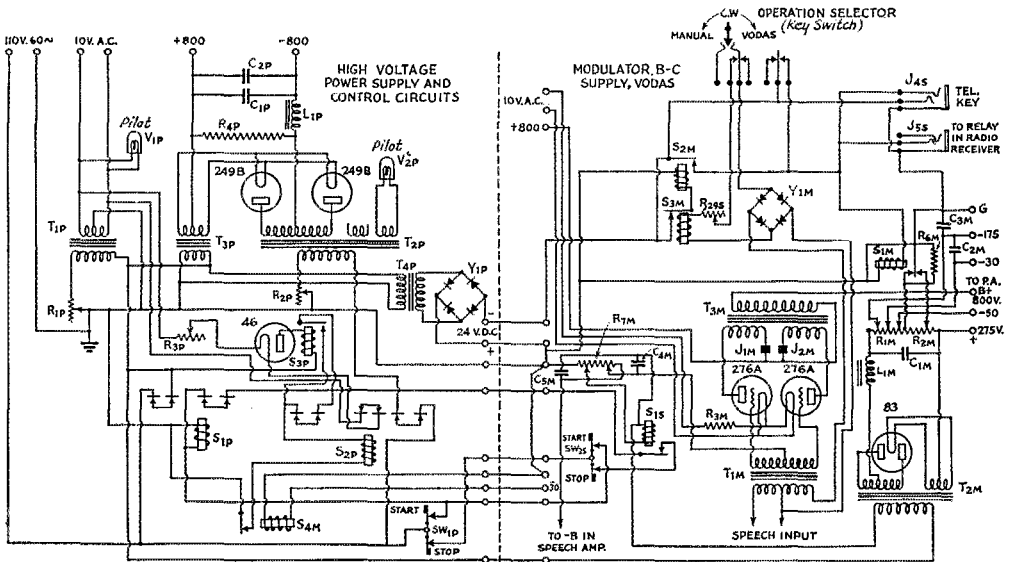 C.W
OPERATION SELECTOR
(Key Switch)
MANUAL
VODAS
110V. 60~
10V. A.C.
+800
-800
C2P
HIGH VOLTAGE
POWER SUPPLY AND
CONTROL CIRCUITS
MODULATOR, B-C
SUPPLY, VODAS
J4S
TEL.
KEY
C1P
L1P
10V. A.C.
+800
Pilot
V1P
R4P
Pilot
V2P
J5S
TO RELAY
IN RADIO
RECEIVER
249B
249B
S2M
Y1M
S3M
R29S
C3M
G
-175
T1P
T3P
T2P
R6M
C2M
-30
S1M
T4P
Y1P
TO P.A.
B+
800V.
-50
275V.
+
R2P
R1P
T3M
R1M
R2M
-
24 V.D.C
+
46
R3P
S3P
R7M
C4M
J1M
J2M
L1M
C1M
C5M
276A
276A
83
S1P
S2P
S1S
R3M
START
SW2S
STOP
T1M
T2M
S4M
30
START
SW1P
STOP
TO -B IN
SPEECH AMP.
SPEECH INPUT